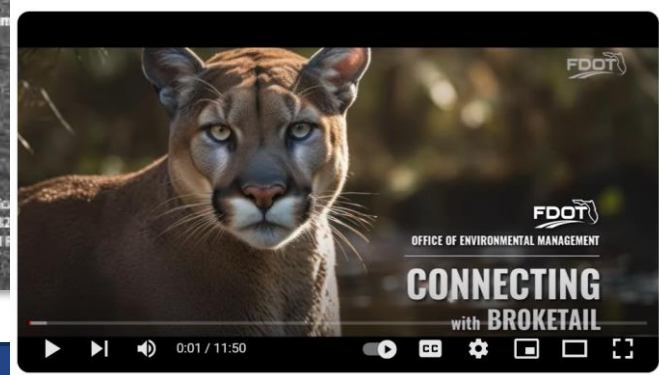 FDOT
FDOT
OFFICE OF ENVIRONMENTAL MANAGEMENT
CONNECTING
with BROKETAIL
0:01 / 11:50
CC